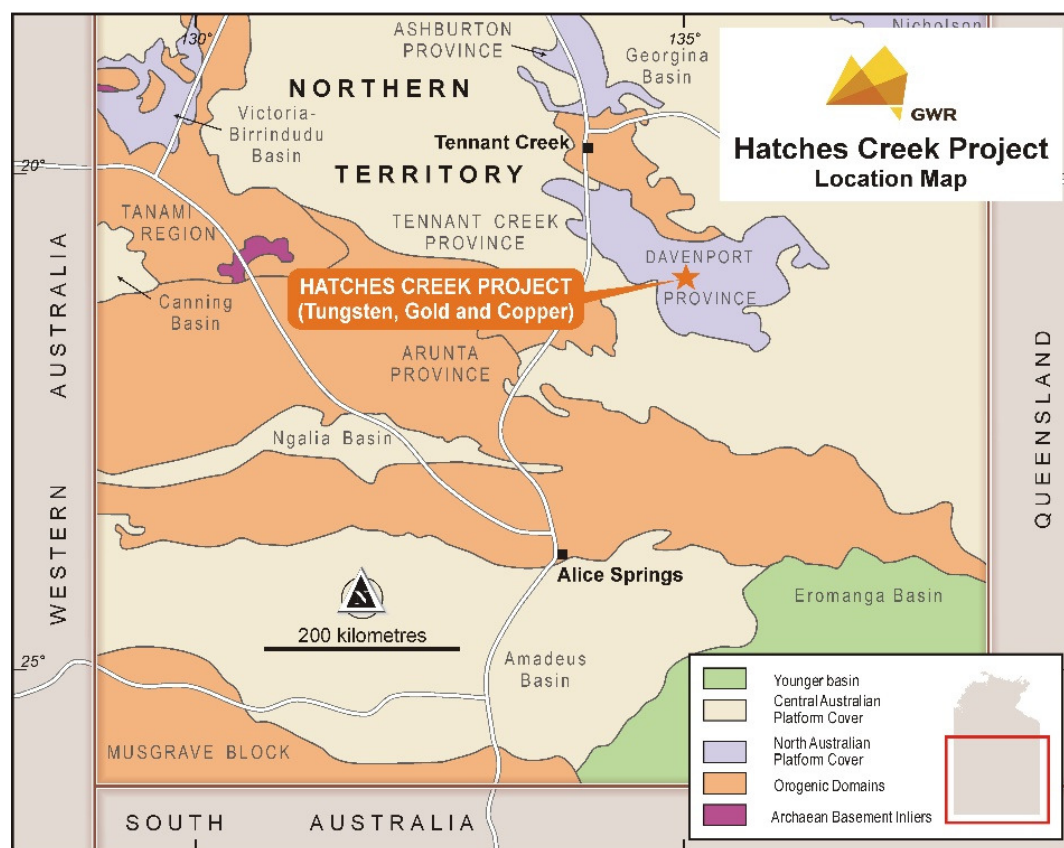 130°
ASHBURTON
PROVINCE
135°
Georgina
Basin
Nicholson
NORTHERN
TERRITORY
Victoria-
Birrindudu
Basin
Tennant Creek
GWR
Hatches Creek Project
Location Map
20°
TANAMI
REGION
TENNANT CREEK
PROVINCE
DAVENPORT
PROVINCE
HATCHES CREEK PROJECT
(Tungsten, Gold and Copper)
Canning
Basin
ARUNTA
PROVINCE
Ngalia Basin
WESTERN AUSTRALIA
QUEENSLAND
Alice Springs
Eromanga Basin
N
200 kilometres
25°
Amadeus
Basin
MUSGRAVE BLOCK
SOUTH AUSTRALIA
Younger basin
Central Australian
Platform Cover
North Australian
Platform Cover
Orogenic Domains
Archaean Basement Inliers